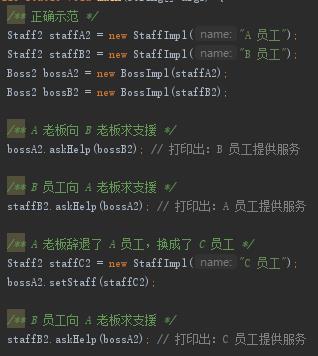 /** 正确示范 */
Staff2 staffA2 = new StaffImpl( name: "A 员工");
Staff2 staffB2 = new StaffImpl( name: "B 员工");
Boss2 bossA2 = new BossImpl(staffA2);
Boss2 bossB2 = new BossImpl(staffB2);
/** A 老板向 B 老板求支援 */
bossA2.askHelp(bossB2); // 打印出：B 员工提供服务
/** B 员工向 A 老板求支援 */
staffB2.askHelp(bossA2); // 打印出：A 员工提供服务
/** A 老板辞退了 A 员工，换成了 C 员工 */
Staff2 staffC2 = new StaffImpl( name: "C 员工");
bossA2.setStaff(staffC2);
/** B 员工向 A 老板求支援 */
staffB2.askHelp(bossA2); // 打印出：C 员工提供服务